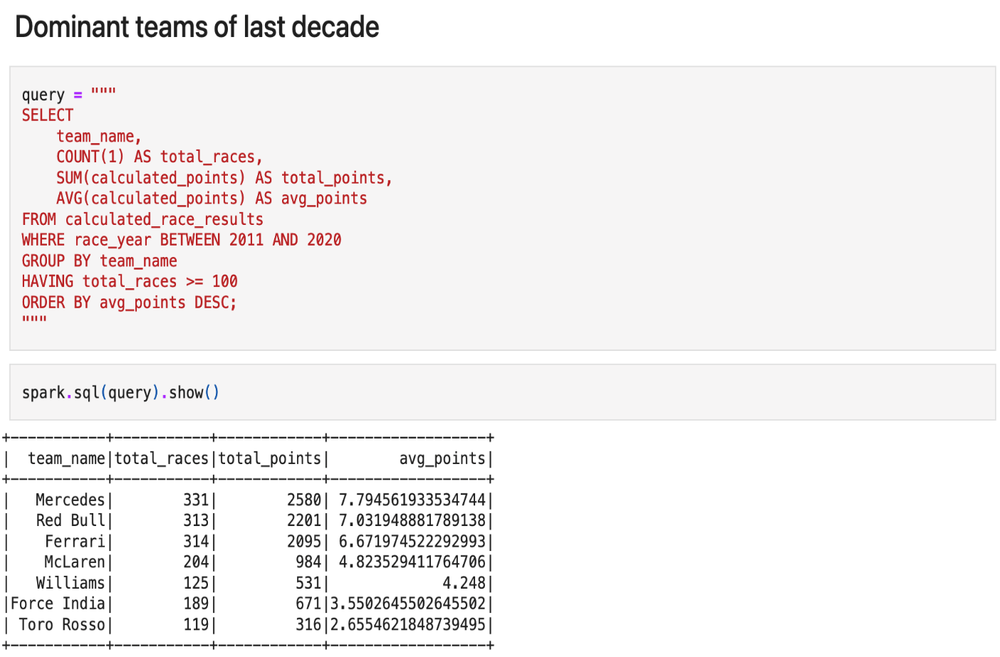 Dominant teams of last decade
query = """
SELECT
    team_name,
    COUNT(1) AS total_races,
    SUM(calculated_points) AS total_points,
    AVG(calculated_points) AS avg_points
FROM calculated_race_results
WHERE race_year BETWEEN 2011 AND 2020
GROUP BY team_name
HAVING total_races >= 100
ORDER BY avg_points DESC;
"""
spark.sql(query).show()
+-----------+-----------+------------+------------------+
|  team_name|total_races|total_points|        avg_points|
+-----------+-----------+------------+------------------+
|   Mercedes|        331|        2580| 7.794561933534744|
|   Red Bull|        313|        2201| 7.031948881789138|
|    Ferrari|        314|        2095| 6.671974522292993|
|    McLaren|        204|         984| 4.823529411764706|
|   Williams|        125|         531|             4.248|
|Force India|        189|         671|3.5502645502645502|
| Toro Rosso|        119|         316|2.6554621848739495|
+-----------+-----------+------------+------------------+